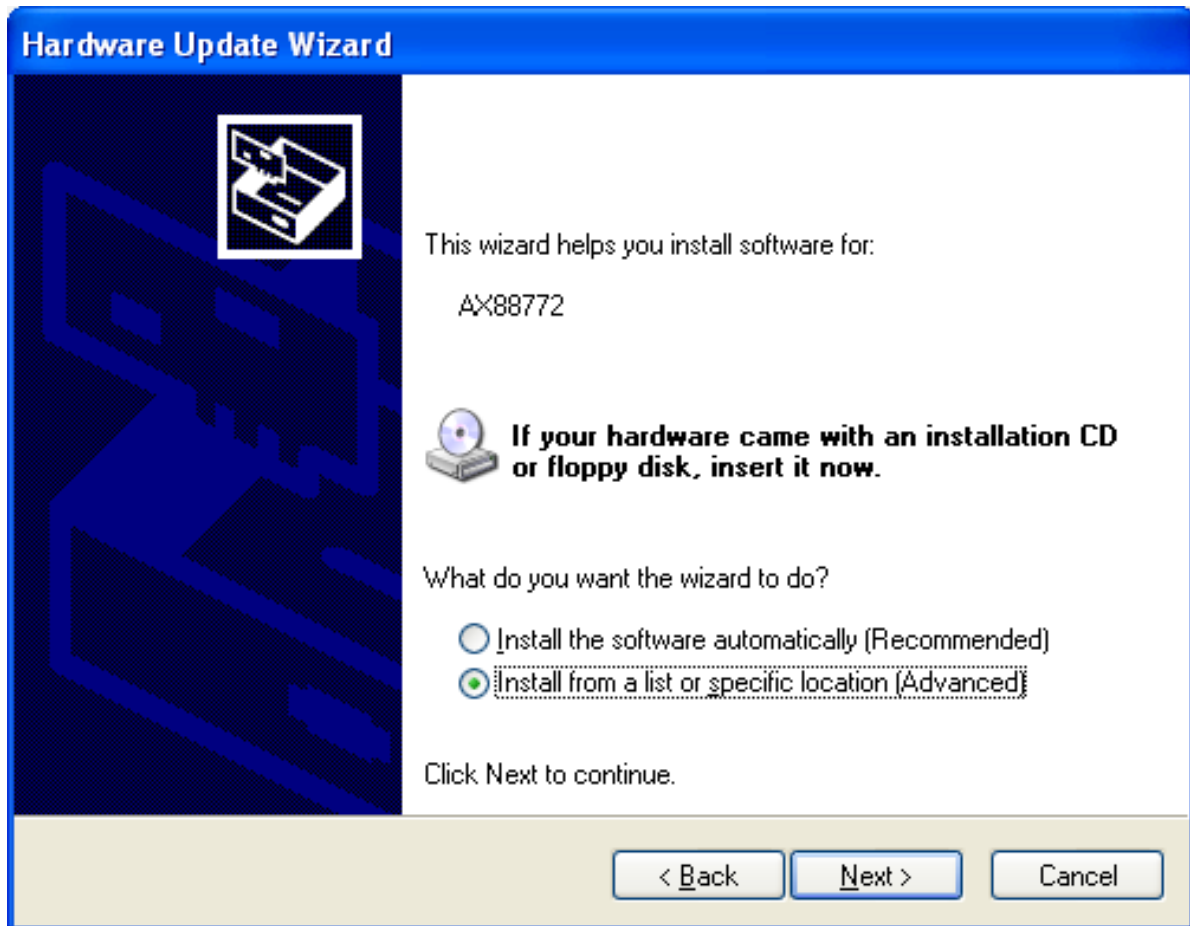 Hardware Update Wizard
This wizard helps you install software for:
AX88772
If your hardware came with an installation CD
or floppy disk, insert it now.
What do you want the wizard to do?
Install the software automatically (Recommended)
Install from a list or specific location (Advanced)
Click Next to continue.
< Back
Next >
Cancel